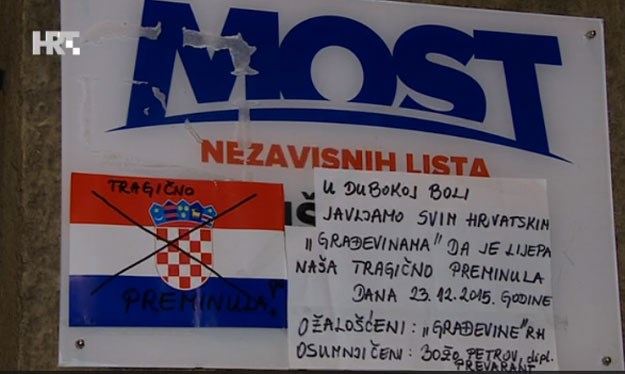 HRT
MOST
NEZAVISNIH LISTA
TRAGIČNO
PREMINULA!
U DUBOKOJ BOLI
JAVLJAMO SVIM HRVATSKIM
„GRAĐEVINAMA" DA JE LIJEPA
NAŠA TRAGIČNO PREMINULA
DANA 23.12.2015. GODINE
OŽALOŠĆENI: „GRAĐEVINE" RH
OSUMNJIČENI: BOŽO PETROV, dipl.
PREVARANT